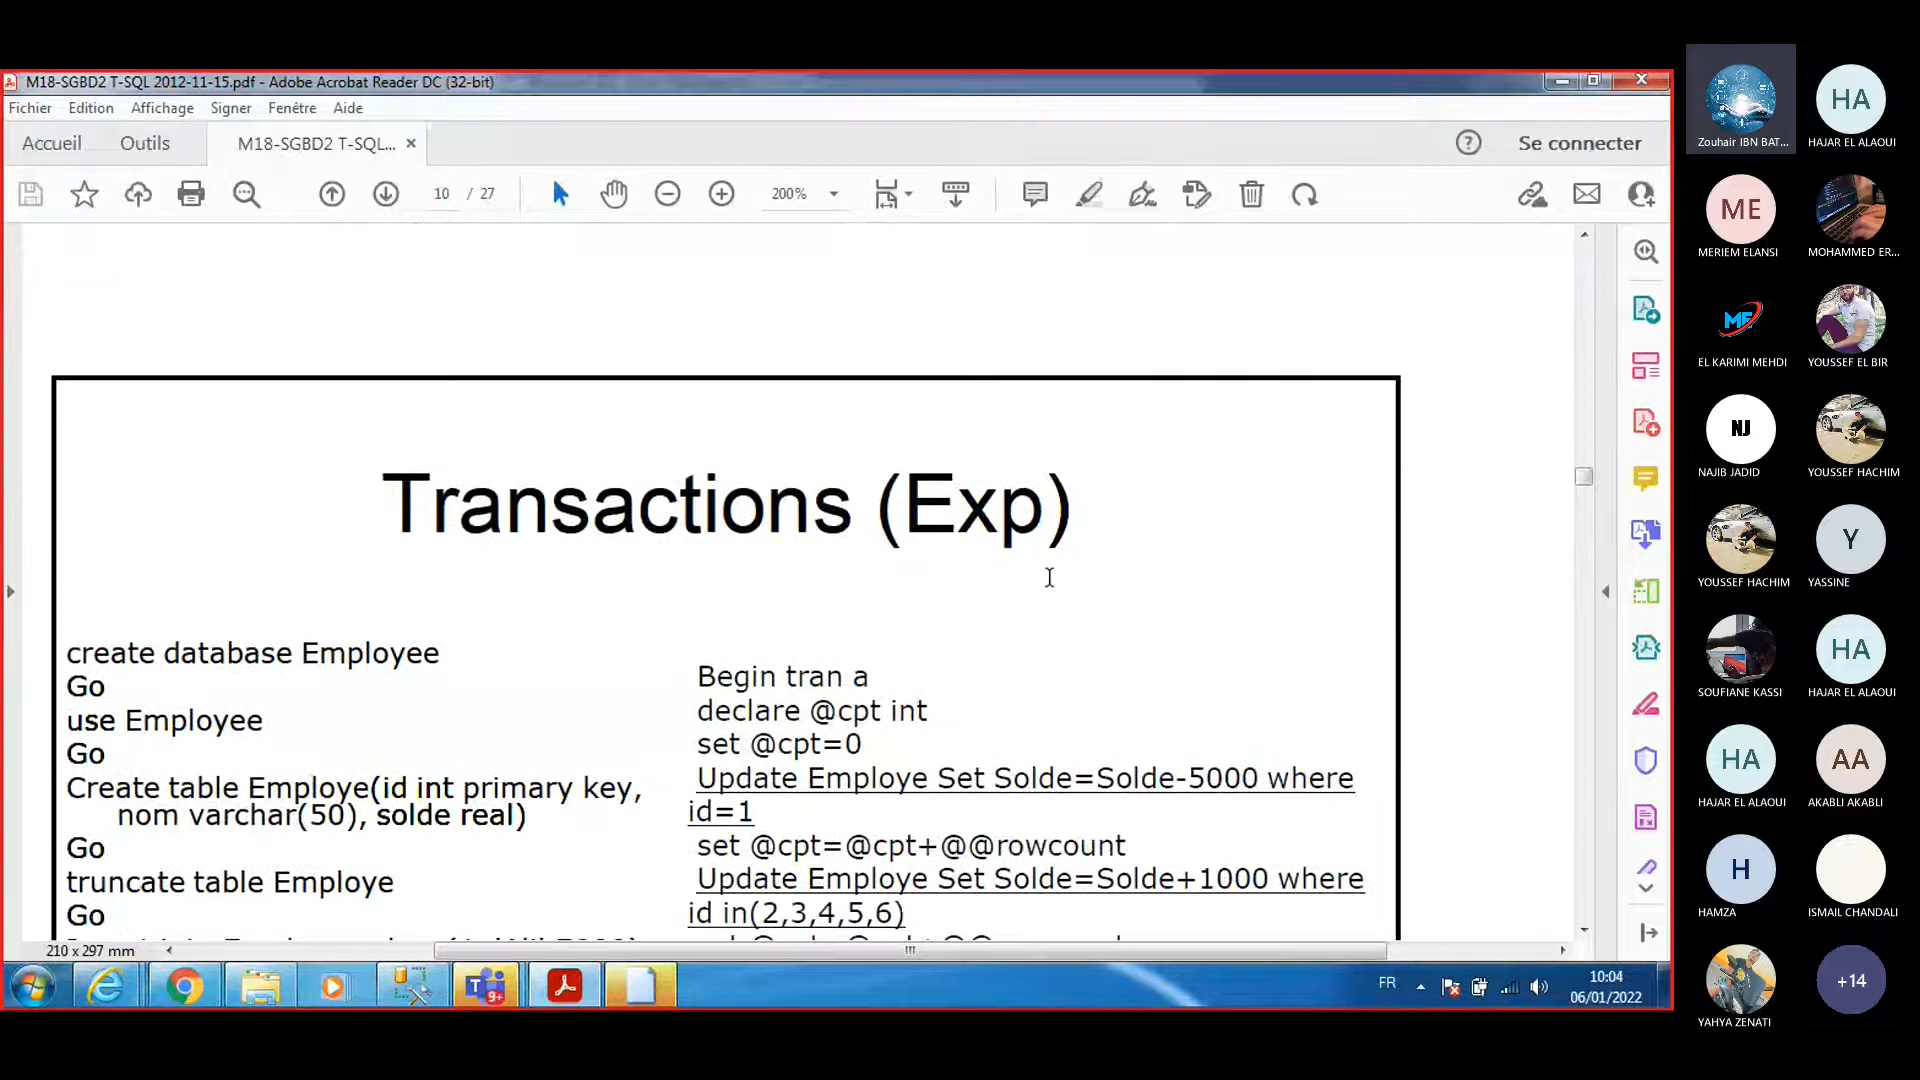 M18-SGBD2 T-SQL 2012-11-15.pdf - Adobe Acrobat Reader DC (32-bit)
Fichier Edition Affichage Signer Fenêtre Aide
Accueil Outils M18-SGBD2 T-SQL... Se connecter
10 / 27 200%
Transactions (Exp)
create database Employee
Go
use Employee
Go
Create table Employe(id int primary key,
nom varchar(50), solde real)
Go
truncate table Employe
Go
Begin tran a
declare @cpt int
set @cpt=0
Update Employe Set Solde=Solde-5000 where
id=1
set @cpt=@cpt+@@rowcount
Update Employe Set Solde=Solde+1000 where
id in(2,3,4,5,6)
210 x 297 mm
9+
FR
10:04
06/01/2022
Zouhair IBN BAT...
HA
HAJAR EL ALAOUI
ME
MERIEM ELANSI
MOHAMMED ER...
ME
EL KARIMI MEHDI
YOUSSEF EL BIR
NJ
NAJIB JADID
YOUSSEF HACHIM
YOUSSEF HACHIM
Y
YASSINE
SOUFIANE KASSI
HA
HAJAR EL ALAOUI
HA
HAJAR EL ALAOUI
AA
AKABLI AKABLI
H
HAMZA
ISMAIL CHANDALI
YAHYA ZENATI
+14